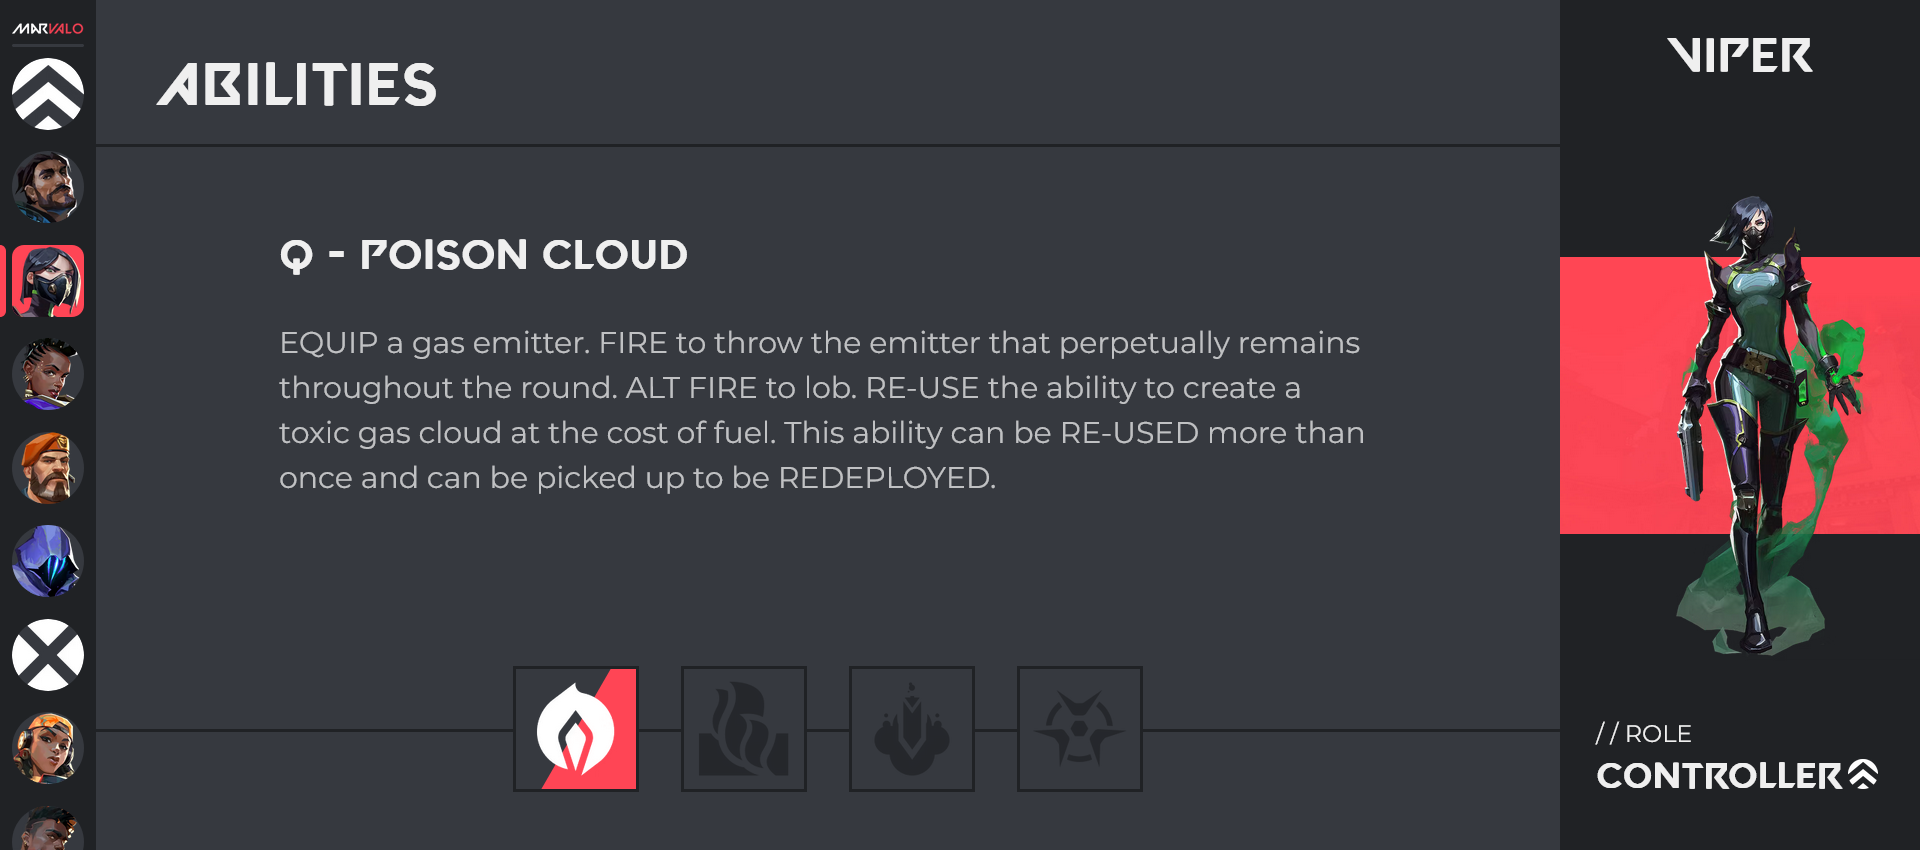 MARVALO
ABILITIES
VIPER
Q - POISON CLOUD
EQUIP a gas emitter. FIRE to throw the emitter that perpetually remains
throughout the round. ALT FIRE to lob. RE-USE the ability to create a
toxic gas cloud at the cost of fuel. This ability can be RE-USED more than
once and can be picked up to be REDEPLOYED.
// ROLE
CONTROLLER